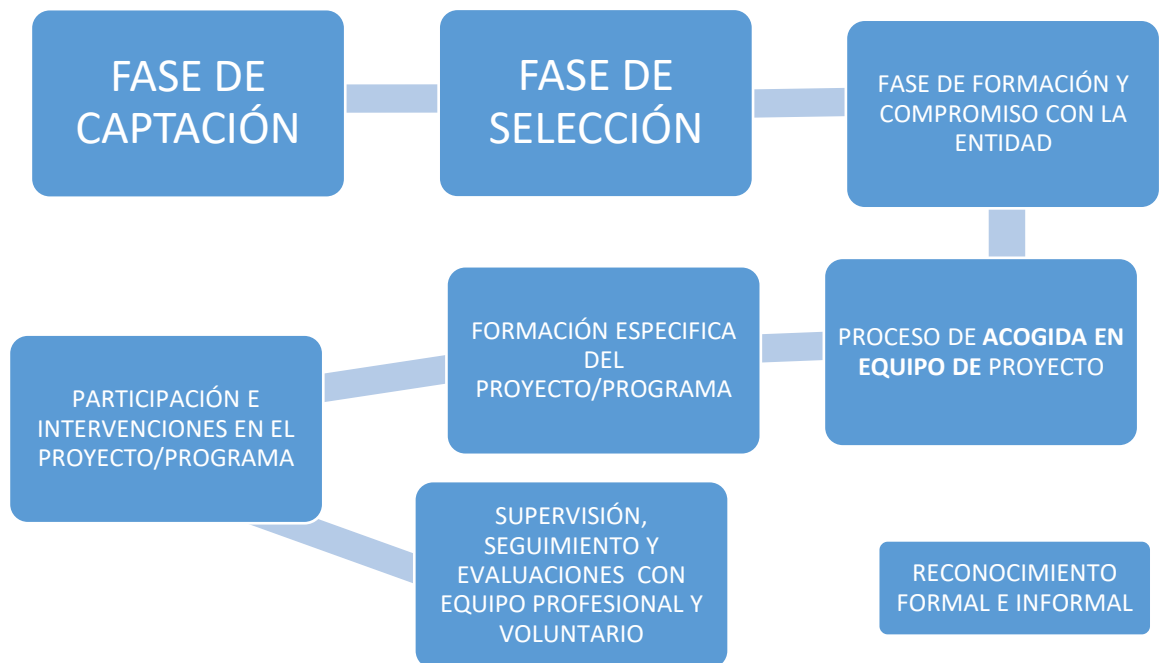 FASE DE
CAPTACIÓN
FASE DE
SELECCIÓN
FASE DE FORMACIÓN Y
COMPROMISO CON LA
ENTIDAD
PROCESO DE ACOGIDA EN
EQUIPO DE PROYECTO
FORMACIÓN ESPECIFICA
DEL
PROYECTO/PROGRAMA
PARTICIPACIÓN E
INTERVENCIONES EN EL
PROYECTO/PROGRAMA
SUPERVISIÓN,
SEGUIMIENTO Y
EVALUACIONES CON
EQUIPO PROFESIONAL Y
VOLUNTARIO
RECONOCIMIENTO
FORMAL E INFORMAL